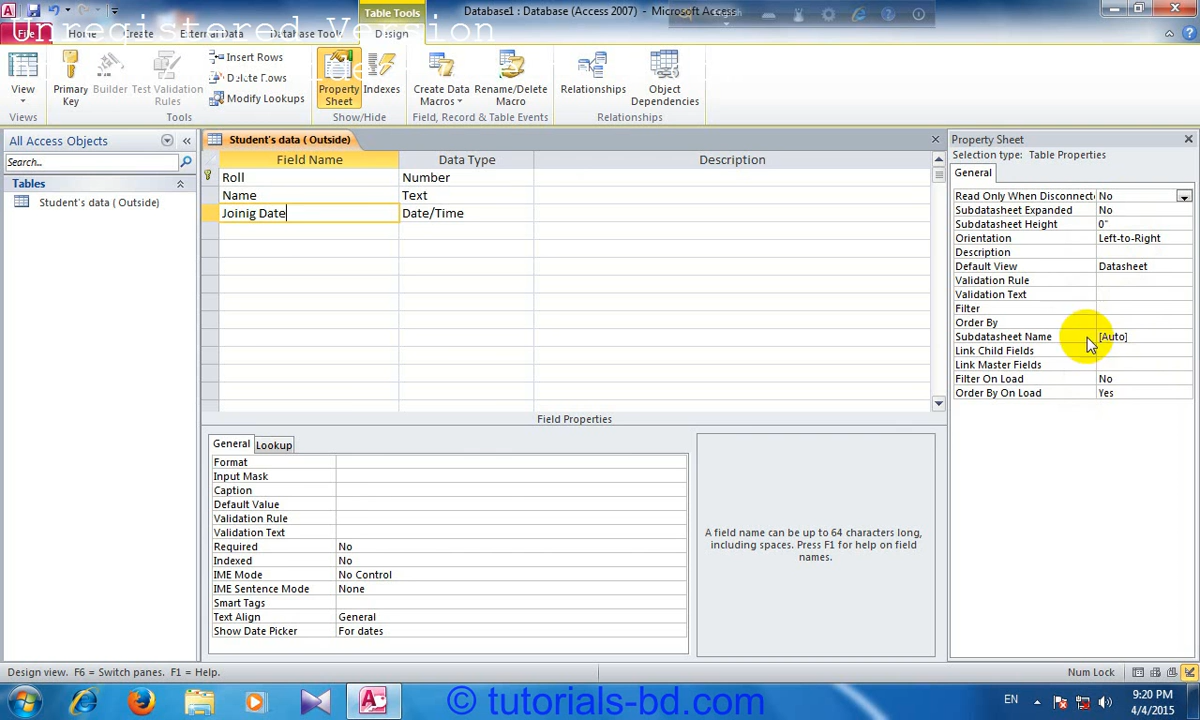 Table Tools
Database1 : Database (Access 2007) - Microsoft Access
Unregistered Version
File Home Create External Data Database Tools Design
View
Views
Primary Key
Builder
Test Validation Rules
Insert Rows
Delete Rows
Modify Lookups
Tools
Property Sheet
Indexes
Show/Hide
Create Data Macros
Rename/Delete Macro
Field, Record & Table Events
Relationships
Object Dependencies
Relationships
All Access Objects
Search...
Tables
Student's data ( Outside)
Student's data ( Outside)
Field Name Data Type Description
Roll Number
Name Text
Joinig Date Date/Time
Field Properties
General Lookup
Format
Input Mask
Caption
Default Value
Validation Rule
Validation Text
Required No
Indexed No
IME Mode No Control
IME Sentence Mode None
Smart Tags
Text Align General
Show Date Picker For dates
A field name can be up to 64 characters long,
including spaces. Press F1 for help on field
names.
Property Sheet
Selection type: Table Properties
General
Read Only When Disconnect No
Subdatasheet Expanded No
Subdatasheet Height 0"
Orientation Left-to-Right
Description
Default View Datasheet
Validation Rule
Validation Text
Filter
Order By
Subdatasheet Name [Auto]
Link Child Fields
Link Master Fields
Filter On Load No
Order By On Load Yes
Design view. F6 = Switch panes. F1 = Help.
Num Lock
© tutorials-bd.com
EN
9:20 PM
4/4/2015